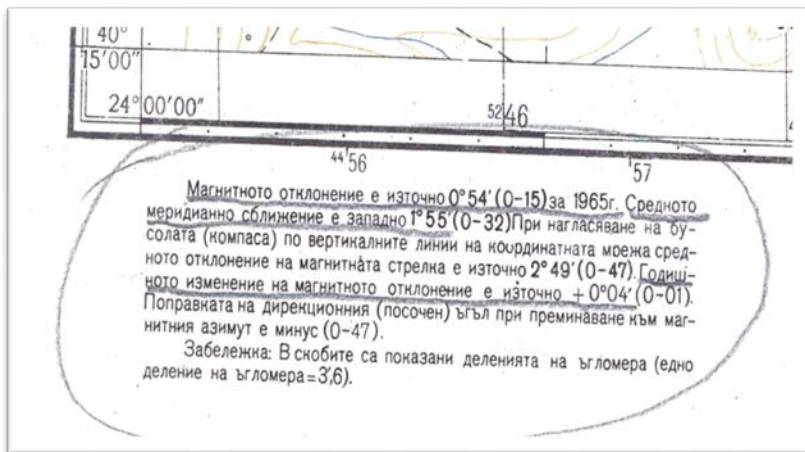 40°
15'00"
24°00'00"
5246
4456
57
Магнитното отклонение е източно 0°54' (0-15) за 1965г. Средното
меридианно сближение е западно 1°55' (0-32) При нагласяване на бу-
солата (компаса) по вертикалните линии на координатната мрежа сред-
ното отклонение на магнитната стрелка е източно 2°49' (0-47). Годиш-
ното изменение на магнитното отклонение е източно +0°04' (0-01).
Поправката на дирекционния (посочен) ъгъл при преминаване към маг-
нитния азимут е минус (0-47).
Забележка: В скобите са показани деленията на ъгломера (едно
деление на ъгломера=3,'6).